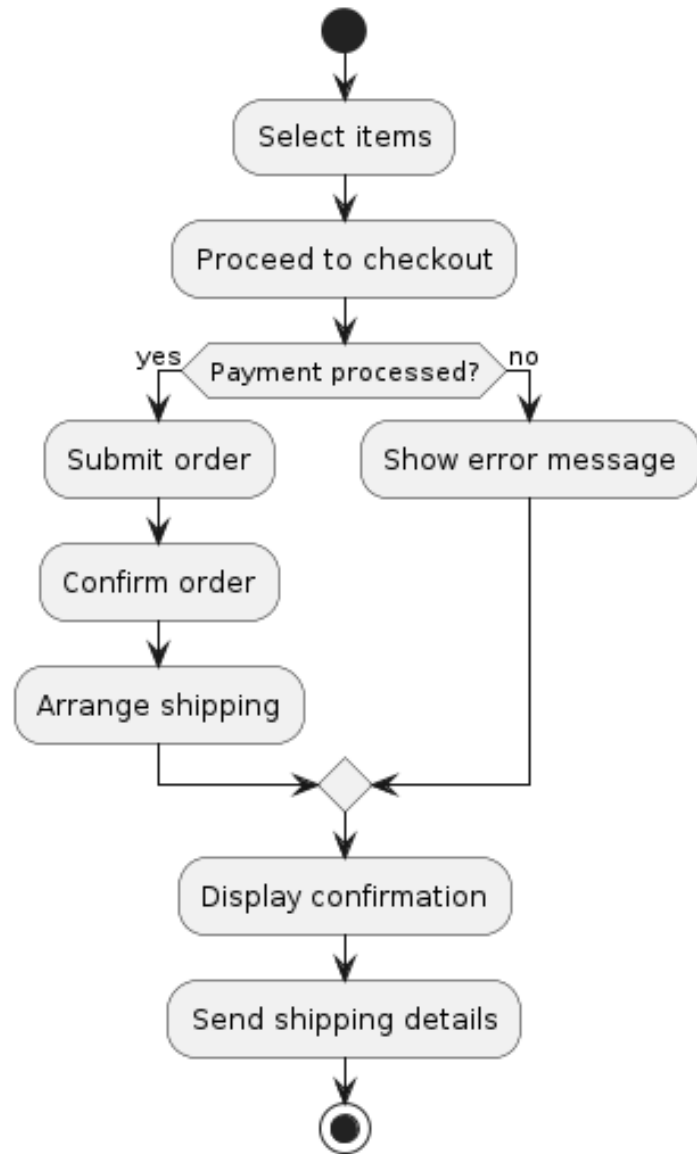 Select items
Proceed to checkout
yes
Payment processed?
no
Submit order
Show error message
Confirm order
Arrange shipping
Display confirmation
Send shipping details